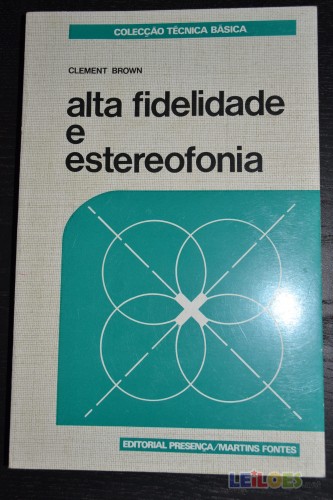 COLECÇÃO TÉCNICA BÁSICA
CLEMENT BROWN
alta fidelidade
e
estereofonia
EDITORIAL PRESENÇA/MARTINS FONTES
LEILOES